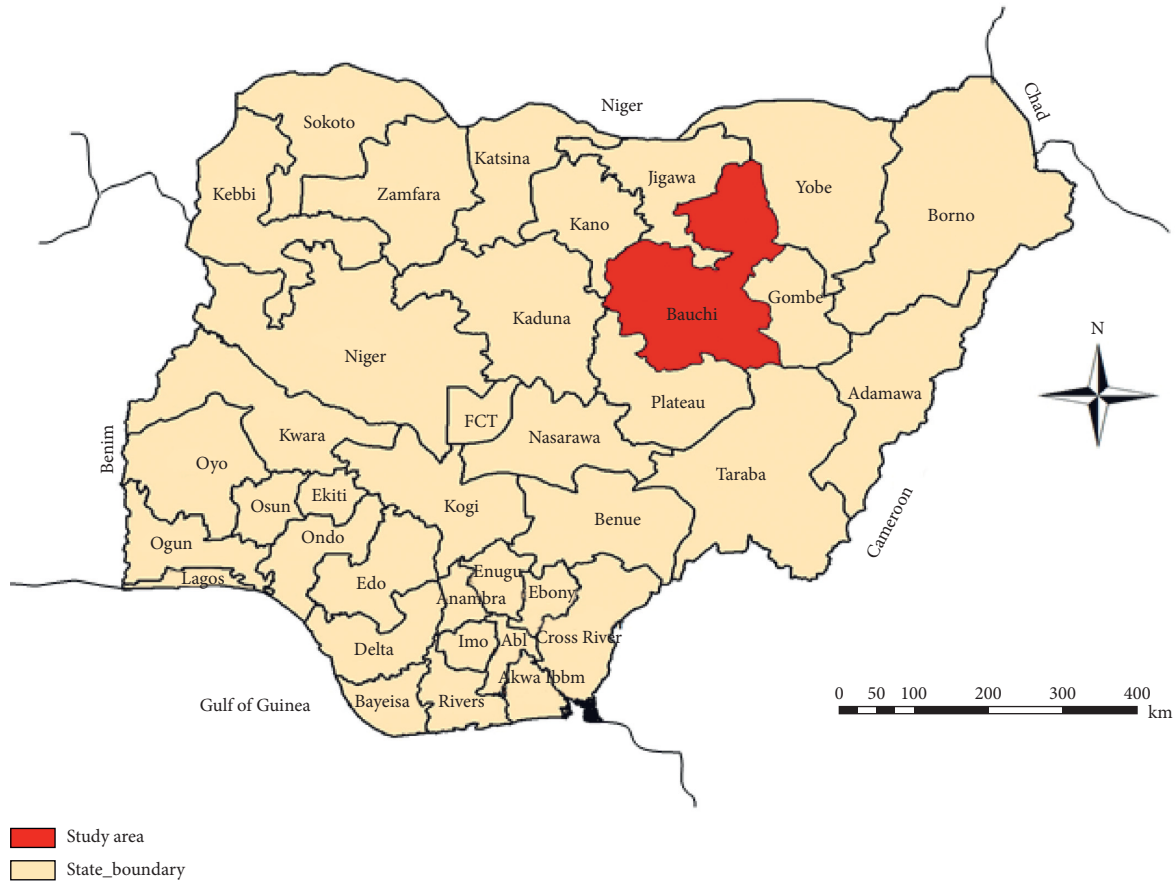 Niger
Chad
Sokoto
Katsina
Jigawa
Kebbi
Zamfara
Yobe
Kano
Borno
Gombe
Bauchi
Kaduna
N
Niger
Adamawa
Plateau
FCT
Kwara
Nasarawa
Benim
Oyo
Taraba
Ekiti
Osun
Kogi
Benue
Cameroon
Ondo
Ogun
Enugu
Lagos
Edo
Ebony
Anambra
Imo
Abl
Cross River
Delta
Akwa Ibbm
Bayeisa
Rivers
Gulf of Guinea
0 50 100 200 300 400
km
Study area
State_boundary